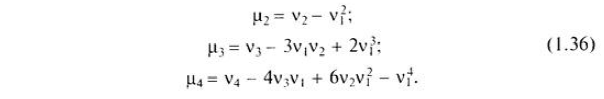 μ₂ = ν₂ − ν₁²;
μ₃ = ν₃ − 3ν₁ν₂ + 2ν₁³; (1.36)
μ₄ = ν₄ − 4ν₃ν₁ + 6ν₂ν₁² − ν₁⁴.